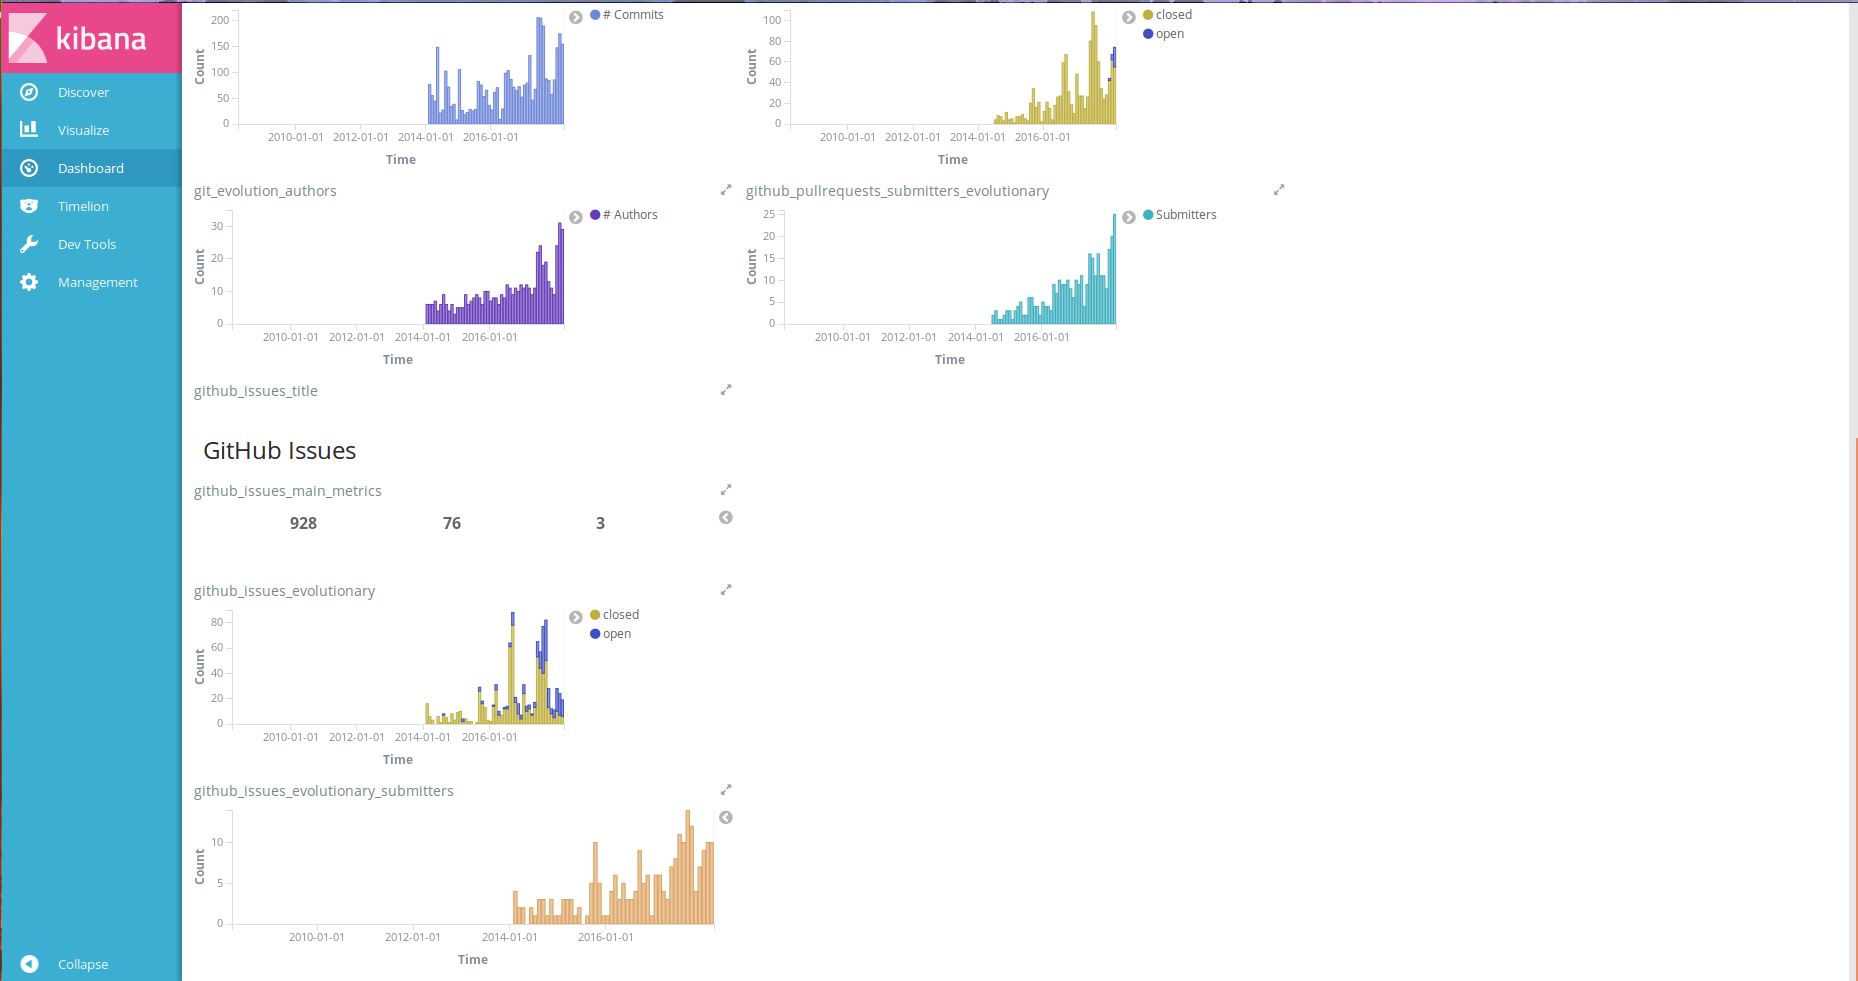 kibana
Discover
Visualize
Dashboard
Timelion
Dev Tools
Management
Collapse
200
150
100
50
0
Count
2010-01-01 2012-01-01 2014-01-01 2016-01-01
Time
# Commits
100
80
60
40
20
0
Count
2010-01-01 2012-01-01 2014-01-01 2016-01-01
Time
closed
open
git_evolution_authors
30
20
10
0
Count
2010-01-01 2012-01-01 2014-01-01 2016-01-01
Time
# Authors
github_pullrequests_submitters_evolutionary
25
20
15
10
5
0
Count
2010-01-01 2012-01-01 2014-01-01 2016-01-01
Time
Submitters
github_issues_title
GitHub Issues
github_issues_main_metrics
928 76 3
github_issues_evolutionary
80
60
40
20
0
Count
2010-01-01 2012-01-01 2014-01-01 2016-01-01
Time
closed
open
github_issues_evolutionary_submitters
10
5
0
Count
2010-01-01 2012-01-01 2014-01-01 2016-01-01
Time